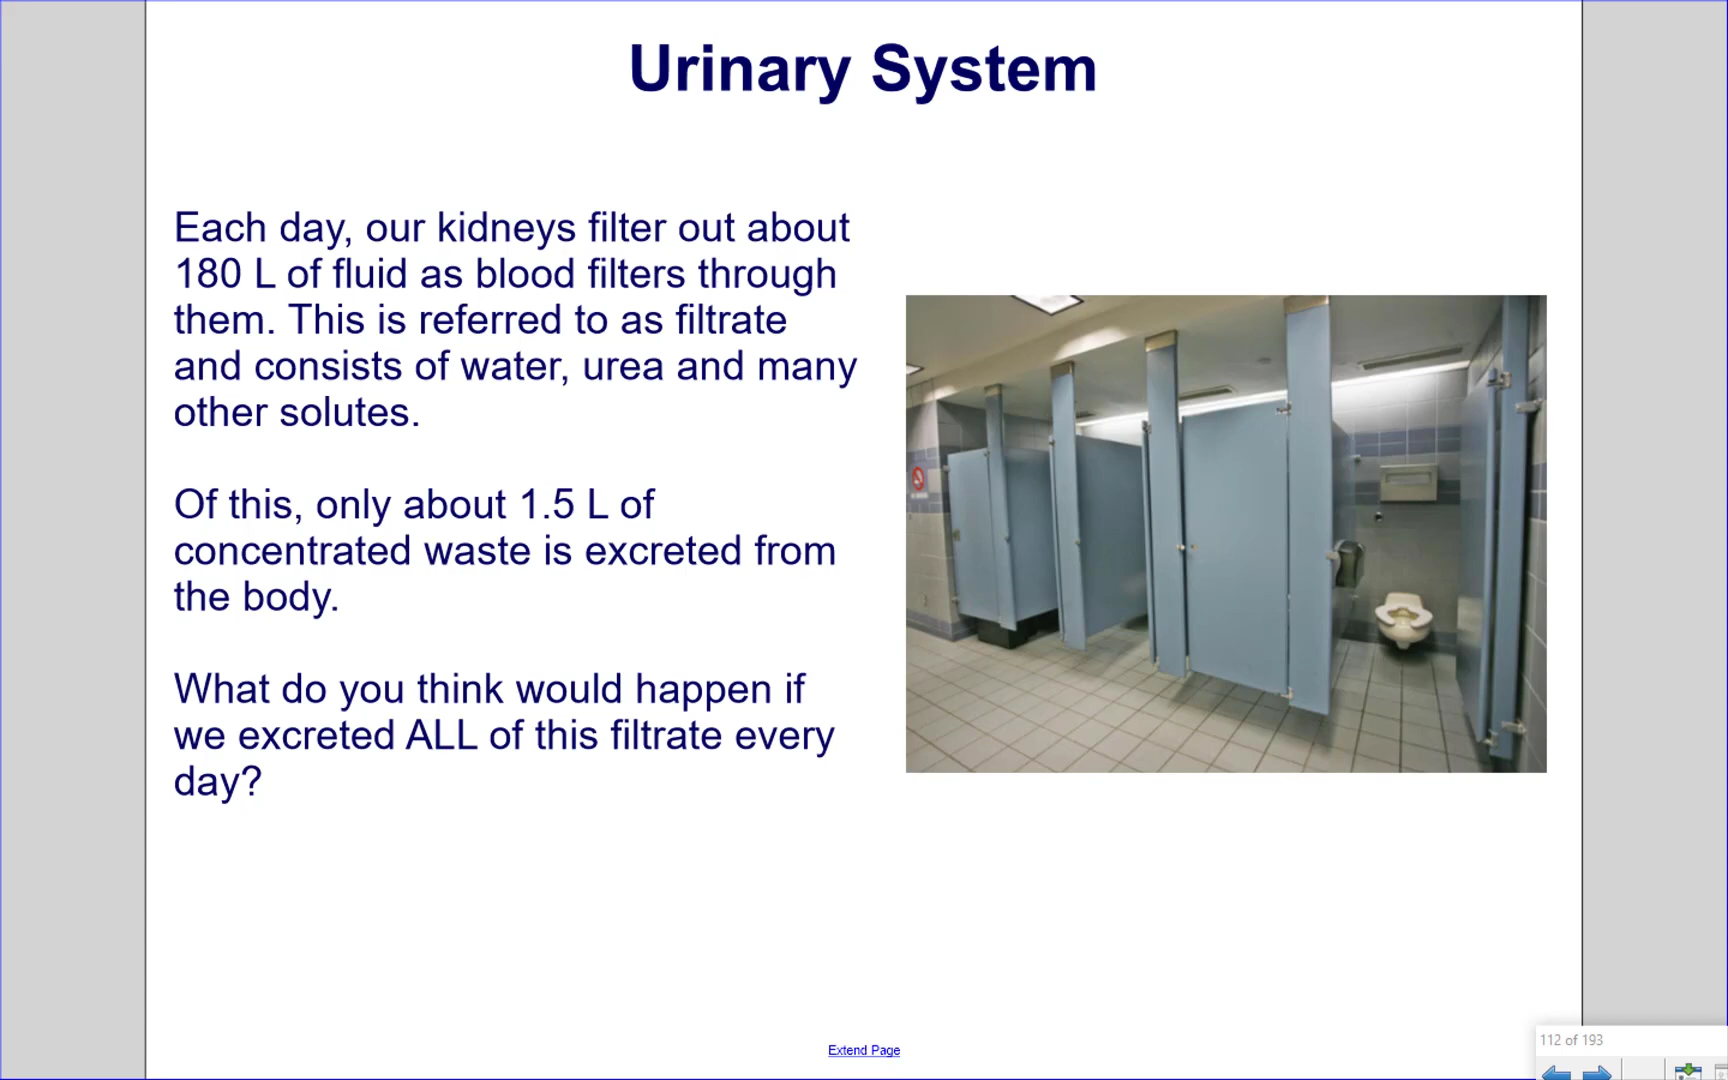 Urinary System
Each day, our kidneys filter out about
180 L of fluid as blood filters through
them. This is referred to as filtrate
and consists of water, urea and many
other solutes.
Of this, only about 1.5 L of
concentrated waste is excreted from
the body.
What do you think would happen if
we excreted ALL of this filtrate every
day?
Extend Page
112 of 193